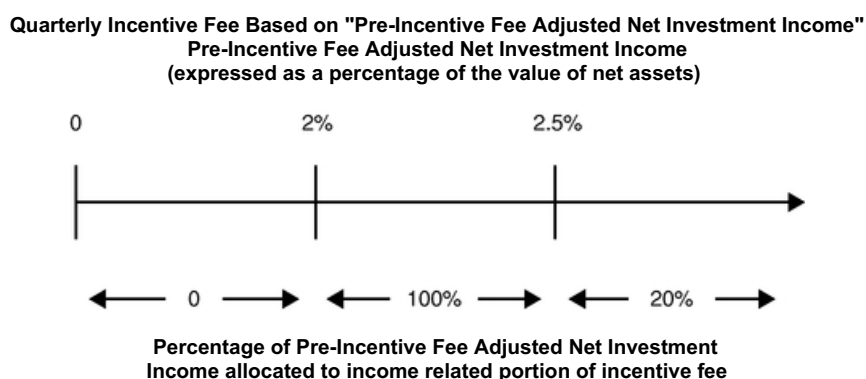 Quarterly Incentive Fee Based on "Pre-Incentive Fee Adjusted Net Investment Income"
Pre-Incentive Fee Adjusted Net Investment Income
(expressed as a percentage of the value of net assets)
0 2% 2.5%
0 100% 20%
Percentage of Pre-Incentive Fee Adjusted Net Investment
Income allocated to income related portion of incentive fee